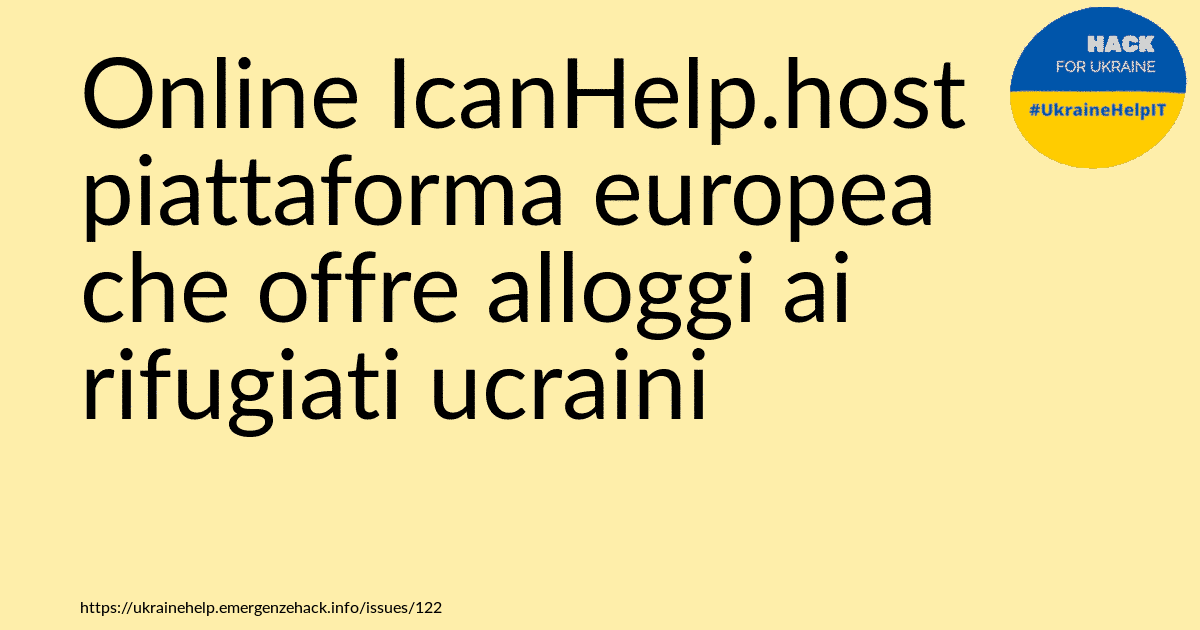 Online IcanHelp.host
piattaforma europea
che offre alloggi ai
rifugiati ucraini
HACK
FOR UKRAINE
#UkraineHelpIT
https://ukrainehelp.emergenzehack.info/issues/122